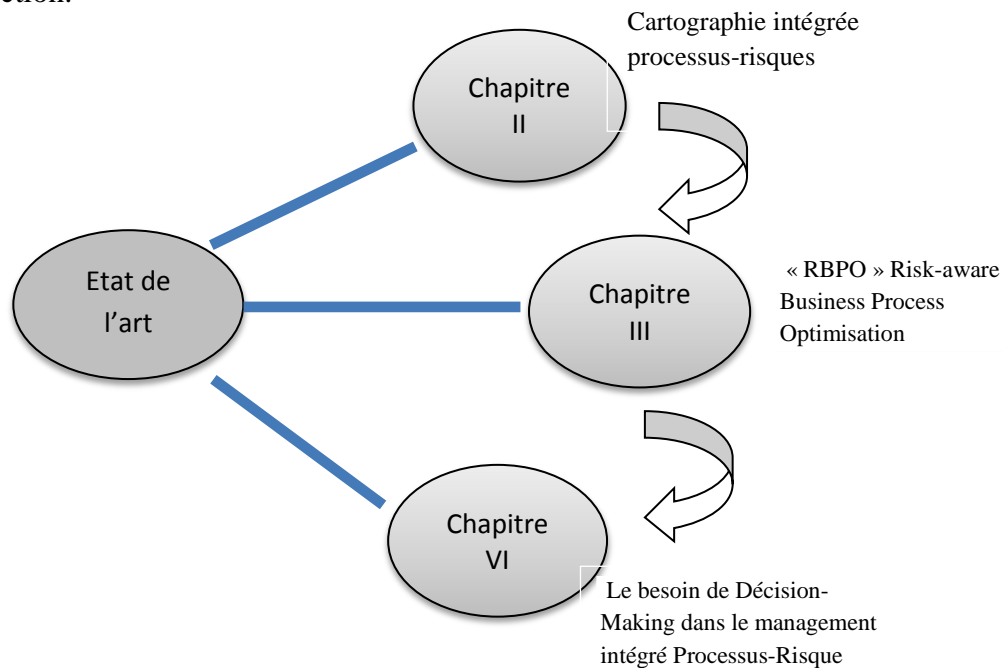 ction.
Cartographie intégrée
processus-risques
Chapitre
II
Etat de
l’art
Chapitre
III
« RBPO » Risk-aware
Business Process
Optimisation
Chapitre
VI
Le besoin de Décision-
Making dans le management
intégré Processus-Risque